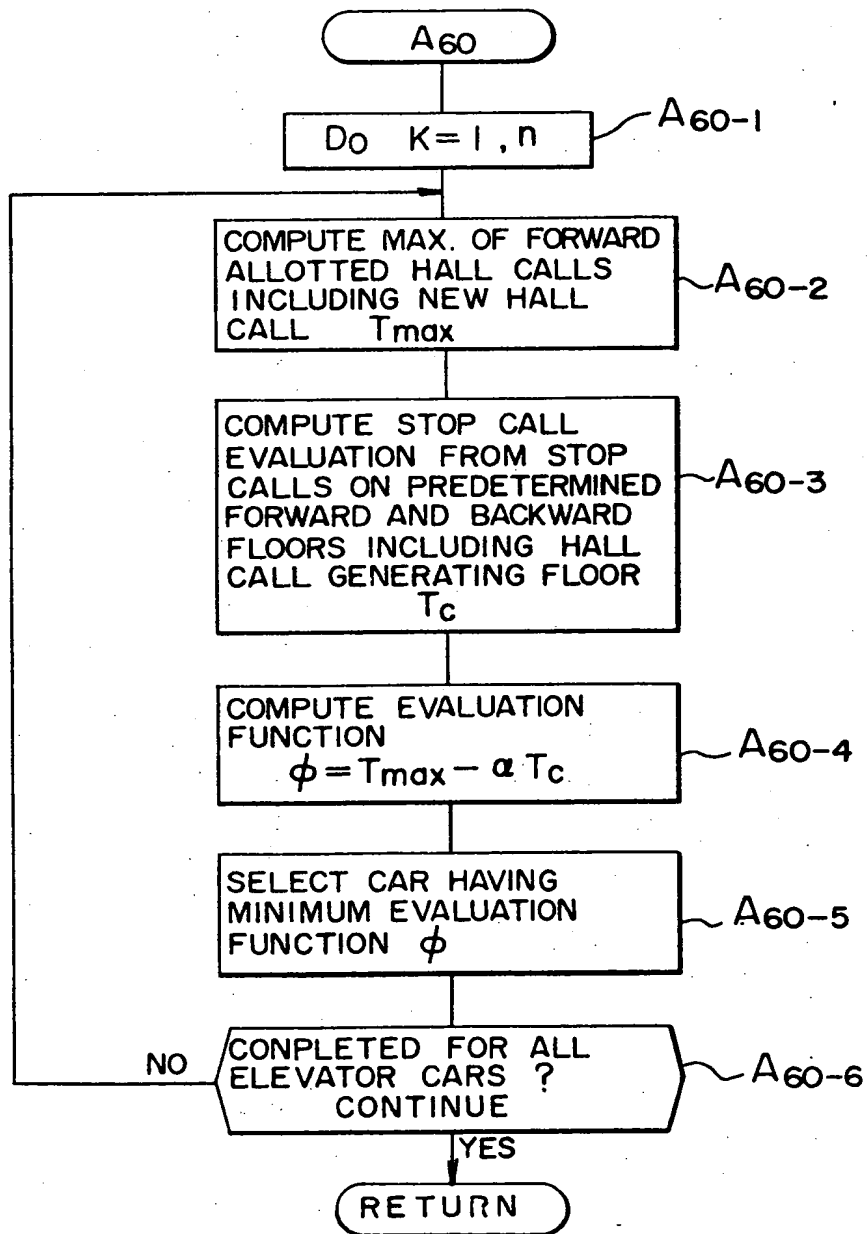 A60
Do K=1,n
A60-1
COMPUTE MAX. OF FORWARD
ALLOTTED HALL CALLS
INCLUDING NEW HALL
CALL Tmax
A60-2
COMPUTE STOP CALL
EVALUATION FROM STOP
CALLS ON PREDETERMINED
FORWARD AND BACKWARD
FLOORS INCLUDING HALL
CALL GENERATING FLOOR
Tc
A60-3
COMPUTE EVALUATION
FUNCTION
ϕ=Tmax-αTc
A60-4
SELECT CAR HAVING
MINIMUM EVALUATION
FUNCTION ϕ
A60-5
NO
CONPLETED FOR ALL
ELEVATOR CARS ?
CONTINUE
A60-6
YES
RETURN